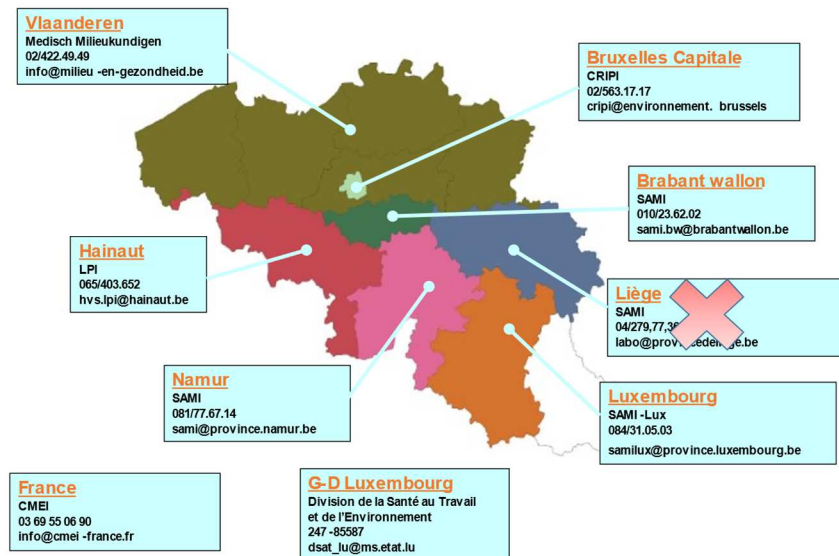 Vlaanderen
Medisch Milieukundigen
02/422.49.49
info@milieu -en-gezondheid.be
Bruxelles Capitale
CRIPI
02/563.17.17
cripi@environnement. brussels
Brabant wallon
SAMI
010/23.62.02
sami.bw@brabantwallon.be
Hainaut
LPI
065/403.652
hvs.lpi@hainaut.be
Liège
SAMI
Namur
SAMI
081/77.67.14
sami@province.namur.be
Luxembourg
SAMI -Lux
084/31.05.03
samilux@province.luxembourg.be
France
CMEI
03 69 55 06 90
info@cmei -france.fr
G-D Luxembourg
Division de la Santé au Travail
et de l'Environnement
247 -85587
dsat_lu@ms.etat.lu